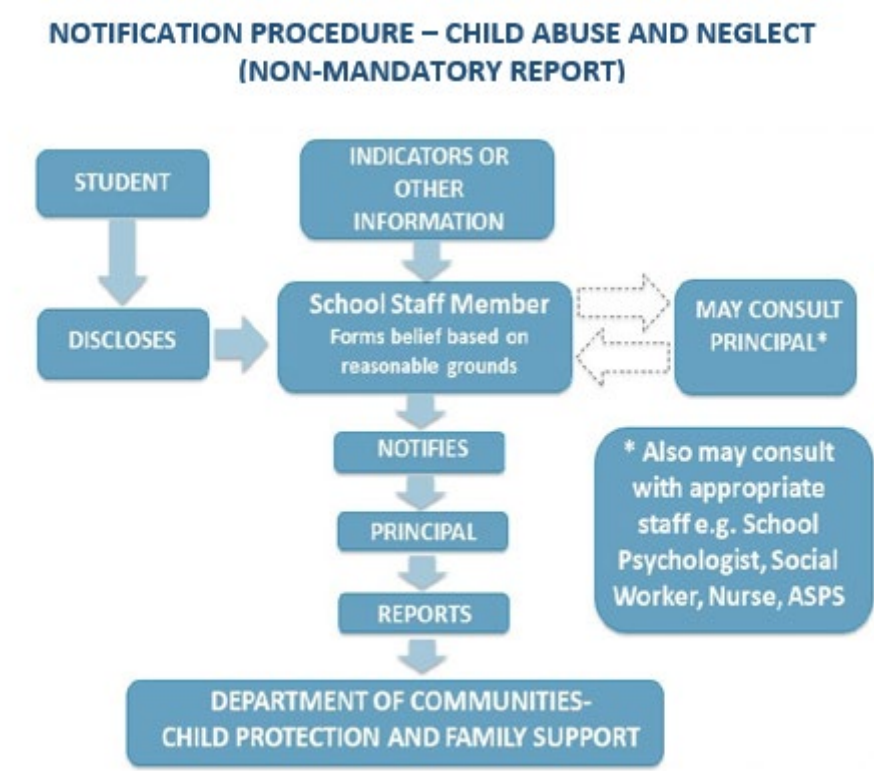 NOTIFICATION PROCEDURE – CHILD ABUSE AND NEGLECT
(NON-MANDATORY REPORT)
STUDENT
INDICATORS OR
OTHER
INFORMATION
DISCLOSES
School Staff Member
Forms belief based on
reasonable grounds
MAY CONSULT
PRINCIPAL*
NOTIFIES
* Also may consult
with appropriate
staff e.g. School
Psychologist, Social
Worker, Nurse, ASPS
PRINCIPAL
REPORTS
DEPARTMENT OF COMMUNITIES-
CHILD PROTECTION AND FAMILY SUPPORT